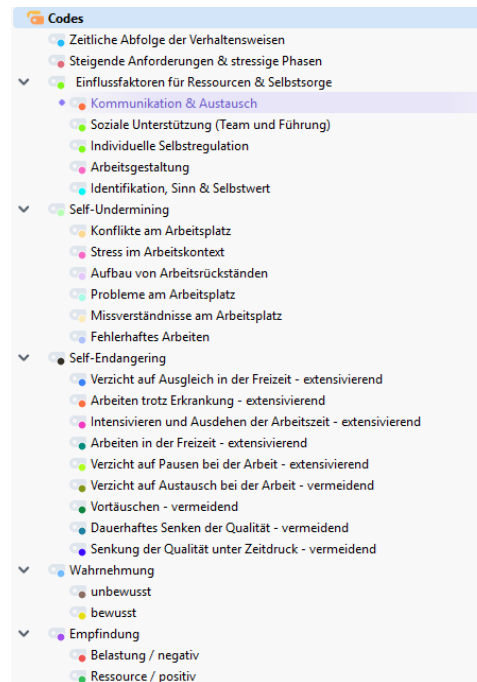 Codes
Zeitliche Abfolge der Verhaltensweisen
Steigende Anforderungen & stressige Phasen
Einflussfaktoren für Ressourcen & Selbstsorge
Kommunikation & Austausch
Soziale Unterstützung (Team und Führung)
Individuelle Selbstregulation
Arbeitsgestaltung
Identifikation, Sinn & Selbstwert
Self-Undermining
Konflikte am Arbeitsplatz
Stress im Arbeitskontext
Aufbau von Arbeitsrückständen
Probleme am Arbeitsplatz
Missverständnisse am Arbeitsplatz
Fehlerhaftes Arbeiten
Self-Endangering
Verzicht auf Ausgleich in der Freizeit - extensivierend
Arbeiten trotz Erkrankung - extensivierend
Intensivieren und Ausdehen der Arbeitszeit - extensivierend
Arbeiten in der Freizeit - extensivierend
Verzicht auf Pausen bei der Arbeit - extensivierend
Verzicht auf Austausch bei der Arbeit - vermeidend
Vortäuschen - vermeidend
Dauerhaftes Senken der Qualität - vermeidend
Senkung der Qualität unter Zeitdruck - vermeidend
Wahrnehmung
unbewusst
bewusst
Empfindung
Belastung / negativ
Ressource / positiv